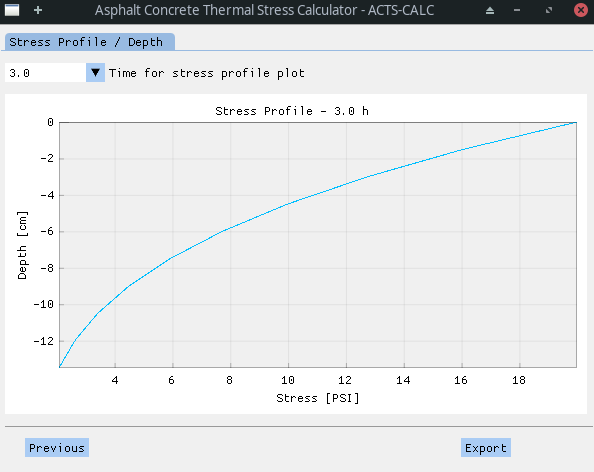 Asphalt Concrete Thermal Stress Calculator - ACTS-CALC
Stress Profile / Depth
3.0 Time for stress profile plot
Stress Profile - 3.0 h
0
-2
-4
-6
-8
-10
-12
Depth [cm]
4 6 8 10 12 14 16 18
Stress [PSI]
Previous Export